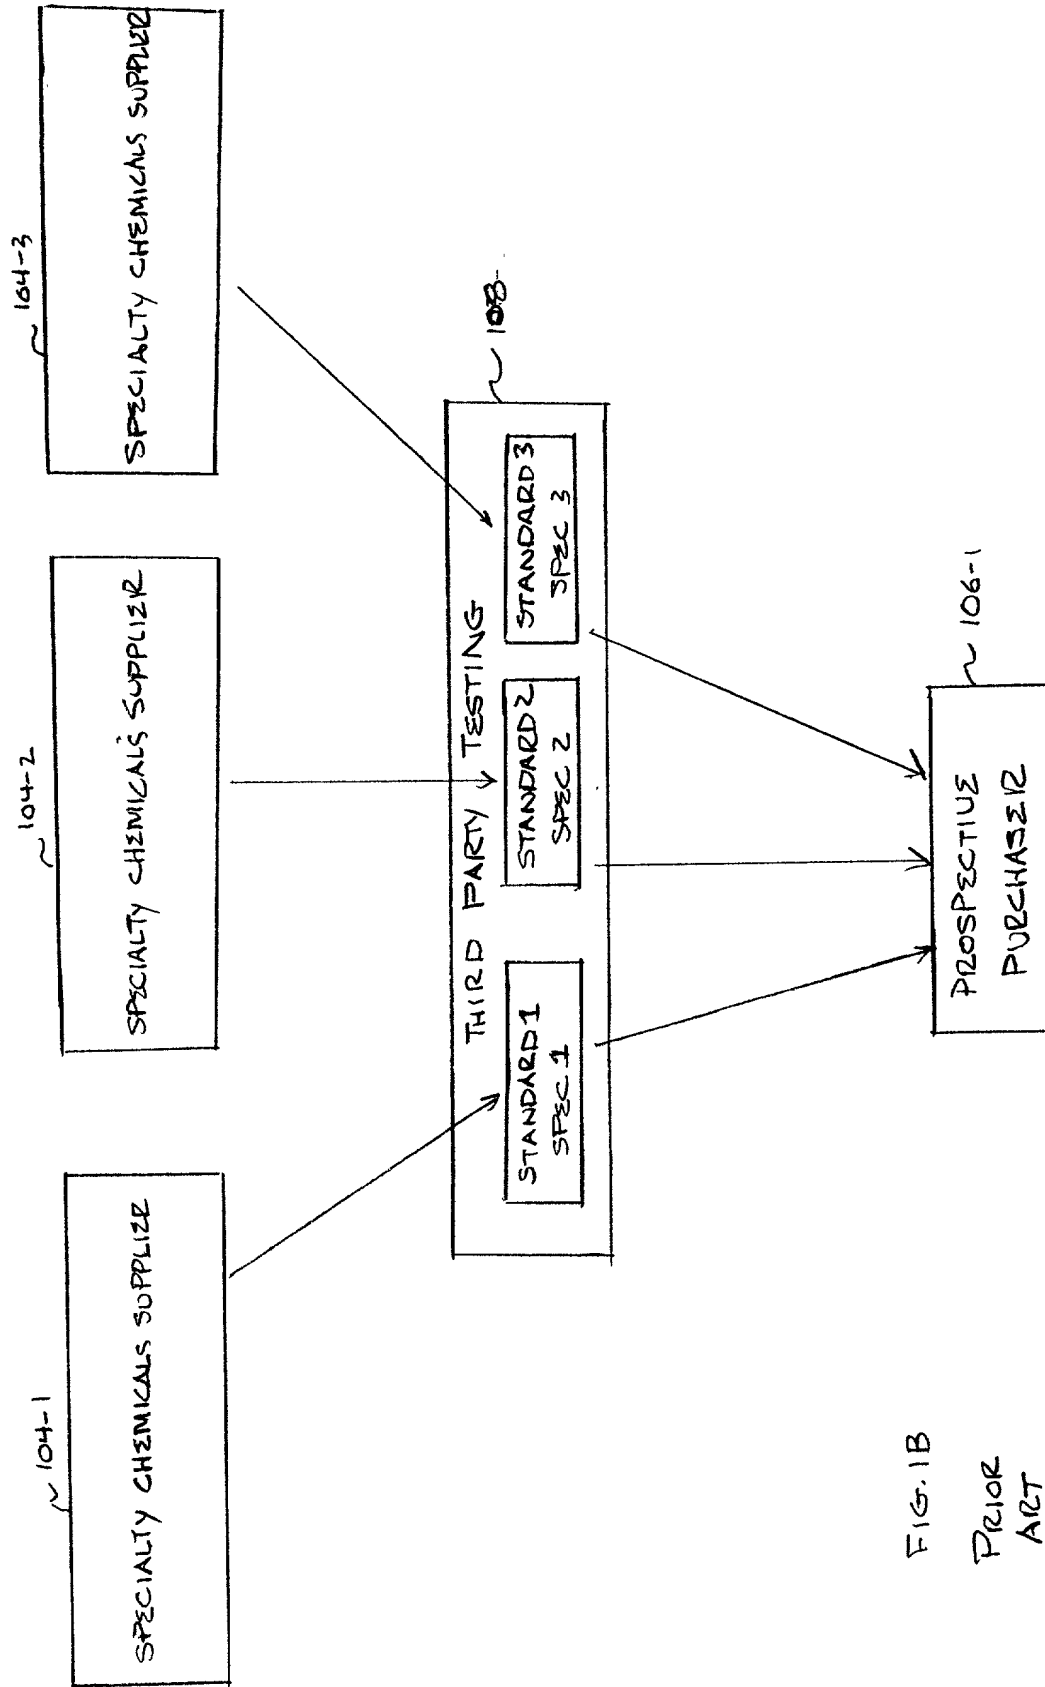 104-1
SPECIALTY CHEMICALS SUPPLIER
104-2
SPECIALTY CHEMICALS SUPPLIER
104-3
SPECIALTY CHEMICALS SUPPLIER
108
THIRD PARTY TESTING
STANDARD 1
SPEC 1
STANDARD 2
SPEC 2
STANDARD 3
SPEC 3
106-1
PROSPECTIVE
PURCHASER
FIG. 1B
PRIOR
ART